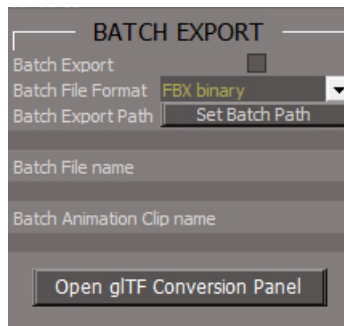 BATCH EXPORT
Batch Export
Batch File Format FBX binary
Batch Export Path Set Batch Path
Batch File name
Batch Animation Clip name
Open glTF Conversion Panel